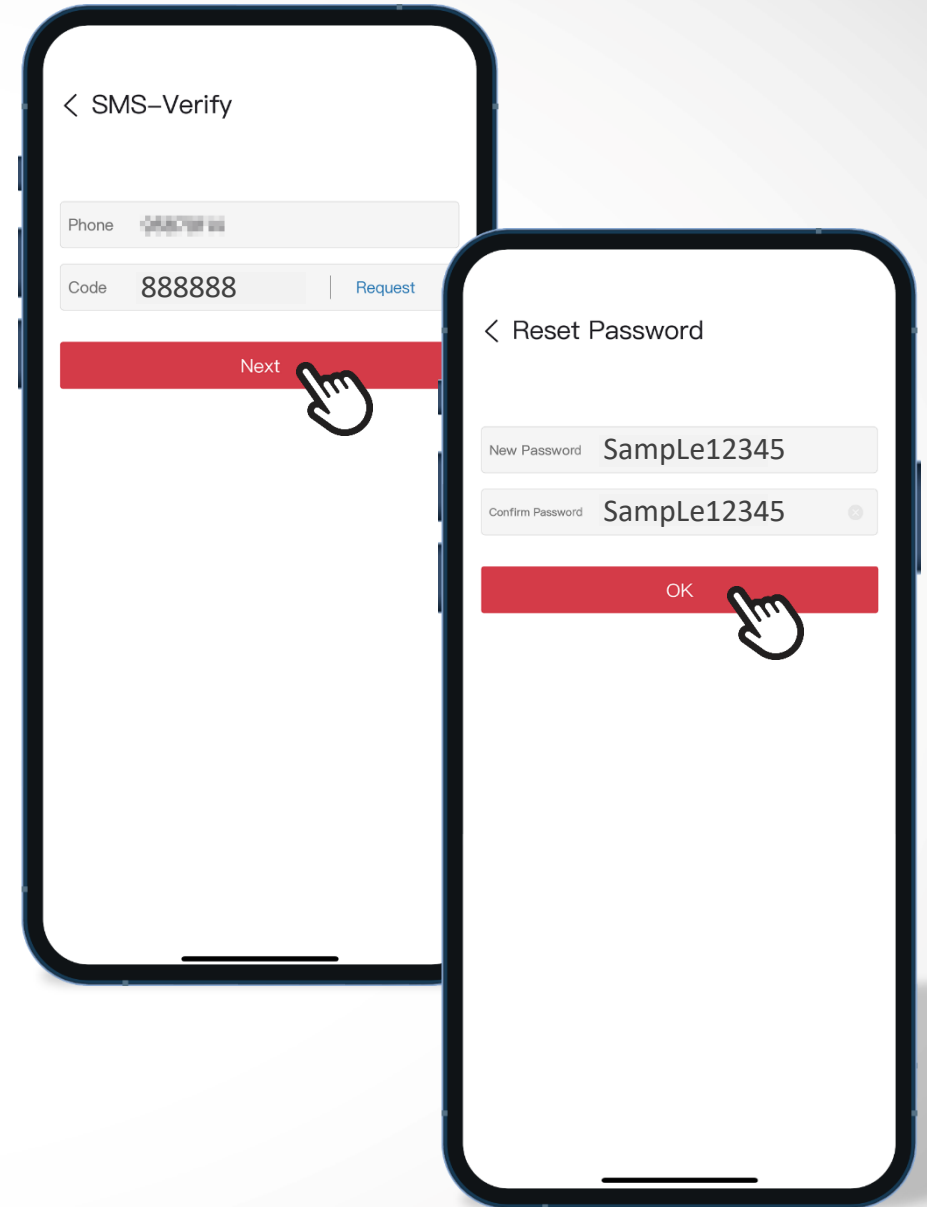 SMS-Verify
Phone
Code 888888 Request
Next
Reset Password
New Password SampLe12345
Confirm Password SampLe12345
OK